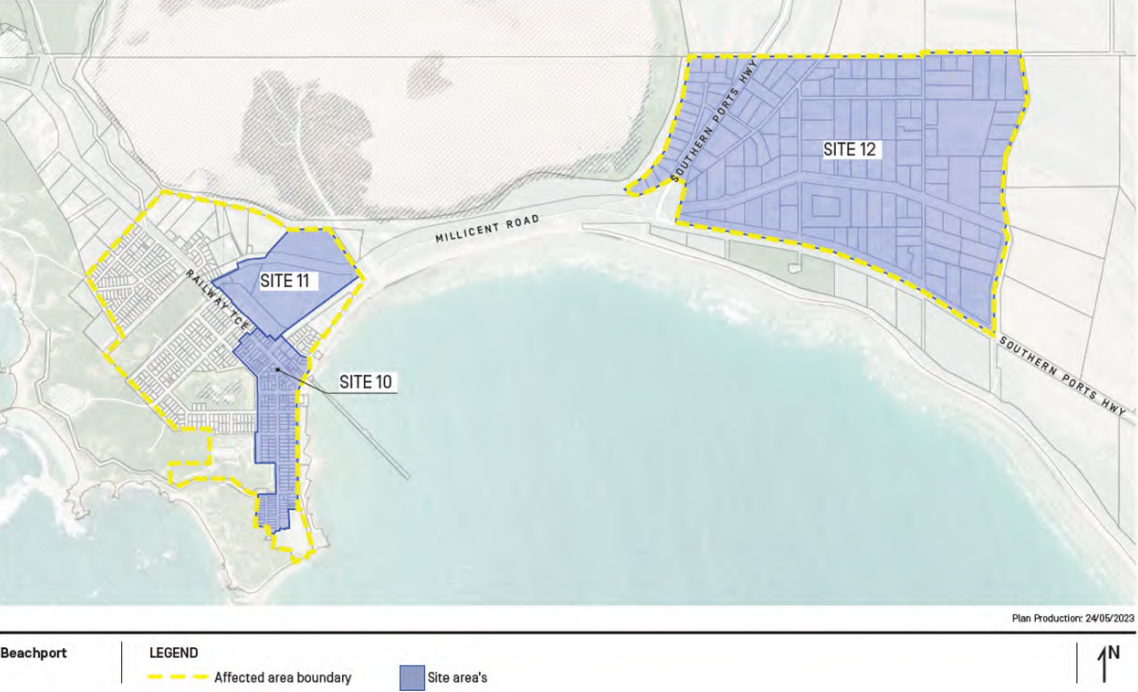 SOUTHERN PORTS HWY
SITE 12
MILLICENT ROAD
SITE 11
RAILWAY TCE
SOUTHERN PORTS HWY
SITE 10
Plan Production: 24/05/2023
Beachport
LEGEND
Affected area boundary
Site area's
N